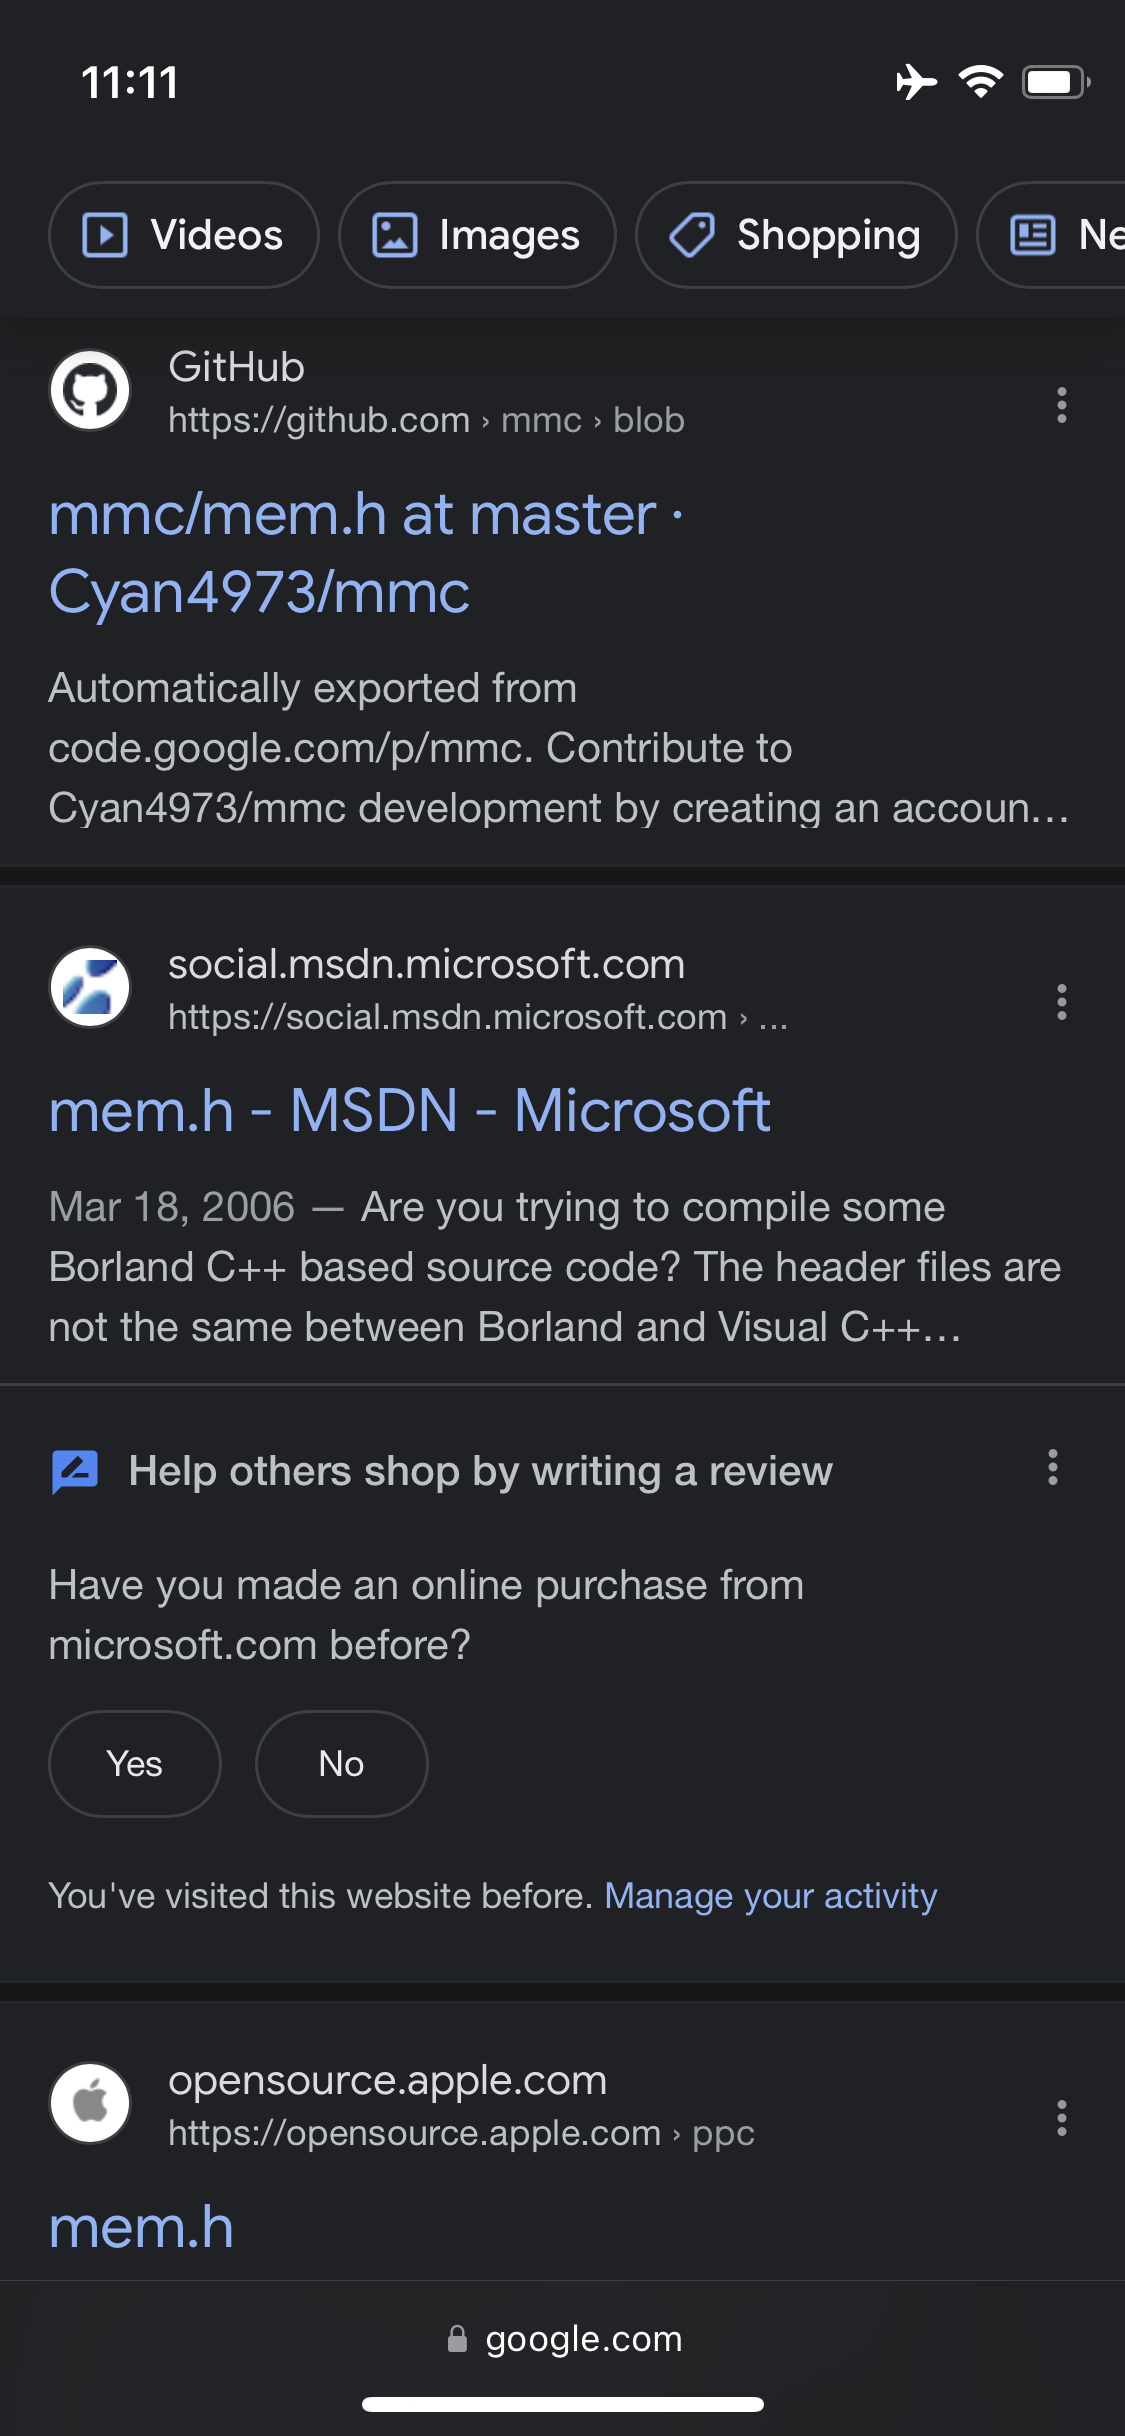 11:11
Videos
Images
Shopping
Ne
GitHub
https://github.com › mmc › blob
mmc/mem.h at master ·
Cyan4973/mmc
Automatically exported from
code.google.com/p/mmc. Contribute to
Cyan4973/mmc development by creating an accoun...
social.msdn.microsoft.com
https://social.msdn.microsoft.com › ...
mem.h - MSDN - Microsoft
Mar 18, 2006 — Are you trying to compile some
Borland C++ based source code? The header files are
not the same between Borland and Visual C++...
Help others shop by writing a review
Have you made an online purchase from
microsoft.com before?
Yes
No
You've visited this website before. Manage your activity
opensource.apple.com
https://opensource.apple.com › ppc
mem.h
google.com